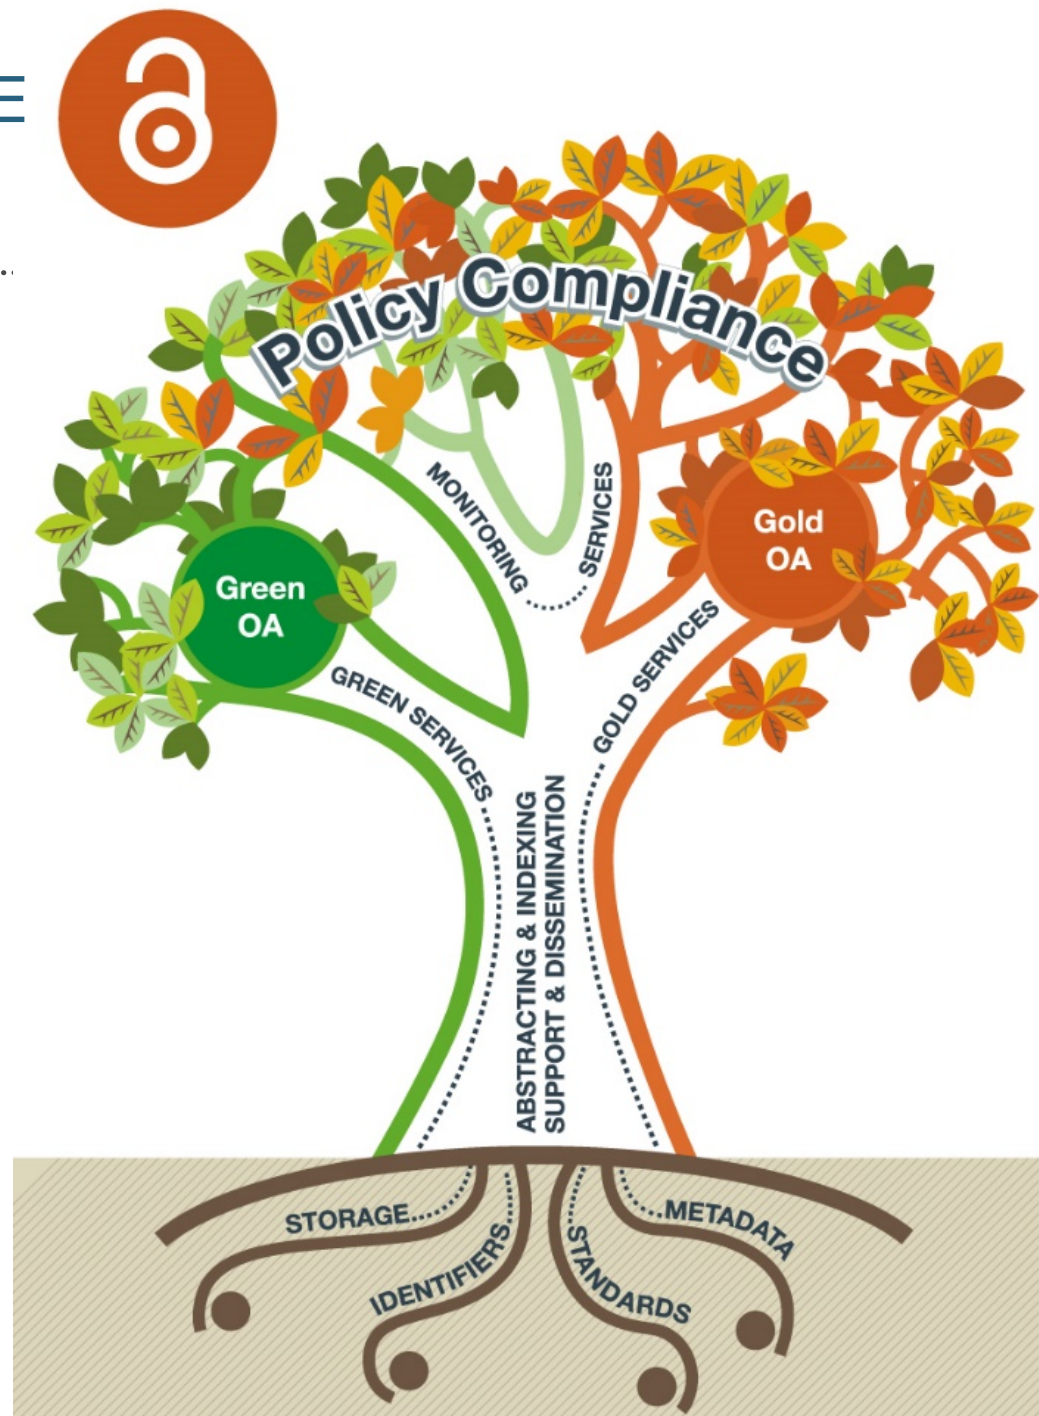 Policy Compliance
MONITORING
SERVICES
Gold
OA
Green
OA
GREEN SERVICES
GOLD SERVICES
ABSTRACTING & INDEXING
SUPPORT & DISSEMINATION
STORAGE
IDENTIFIERS
STANDARDS
METADATA